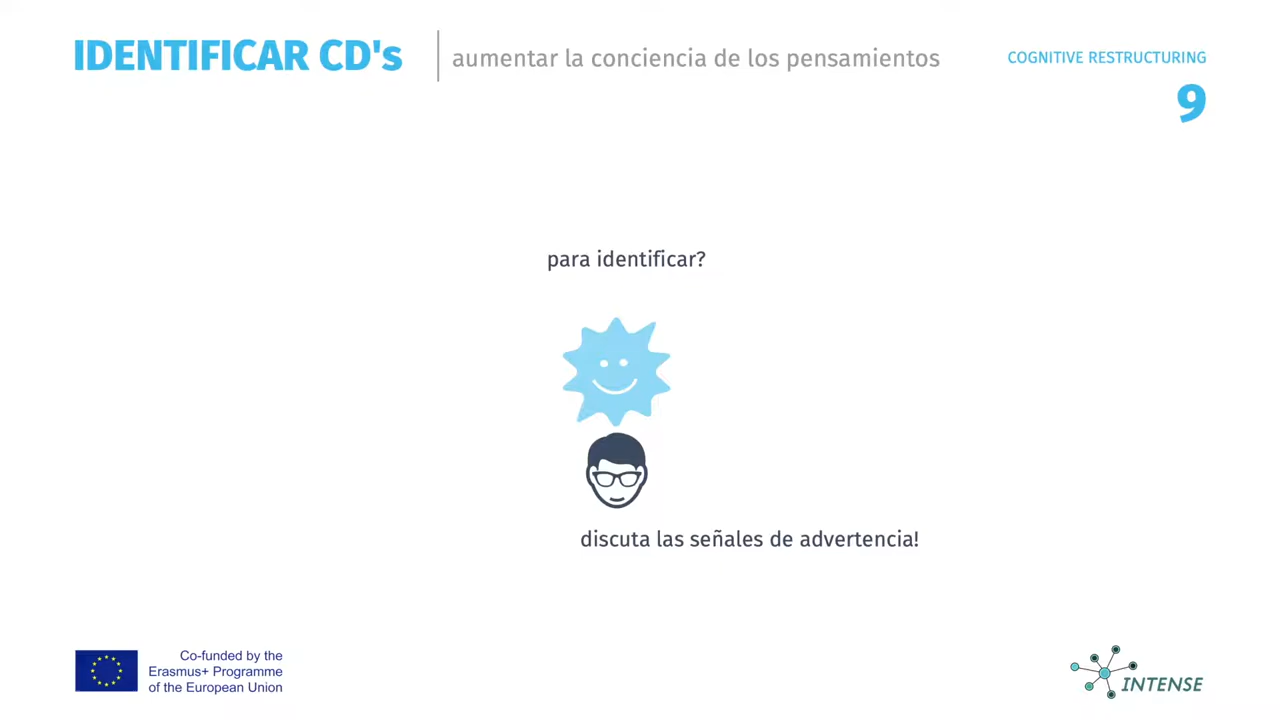 IDENTIFICAR CD's
aumentar la conciencia de los pensamientos
COGNITIVE RESTRUCTURING
9
para identificar?
discuta las señales de advertencia!
Co-funded by the
Erasmus+ Programme
of the European Union
INTENSE